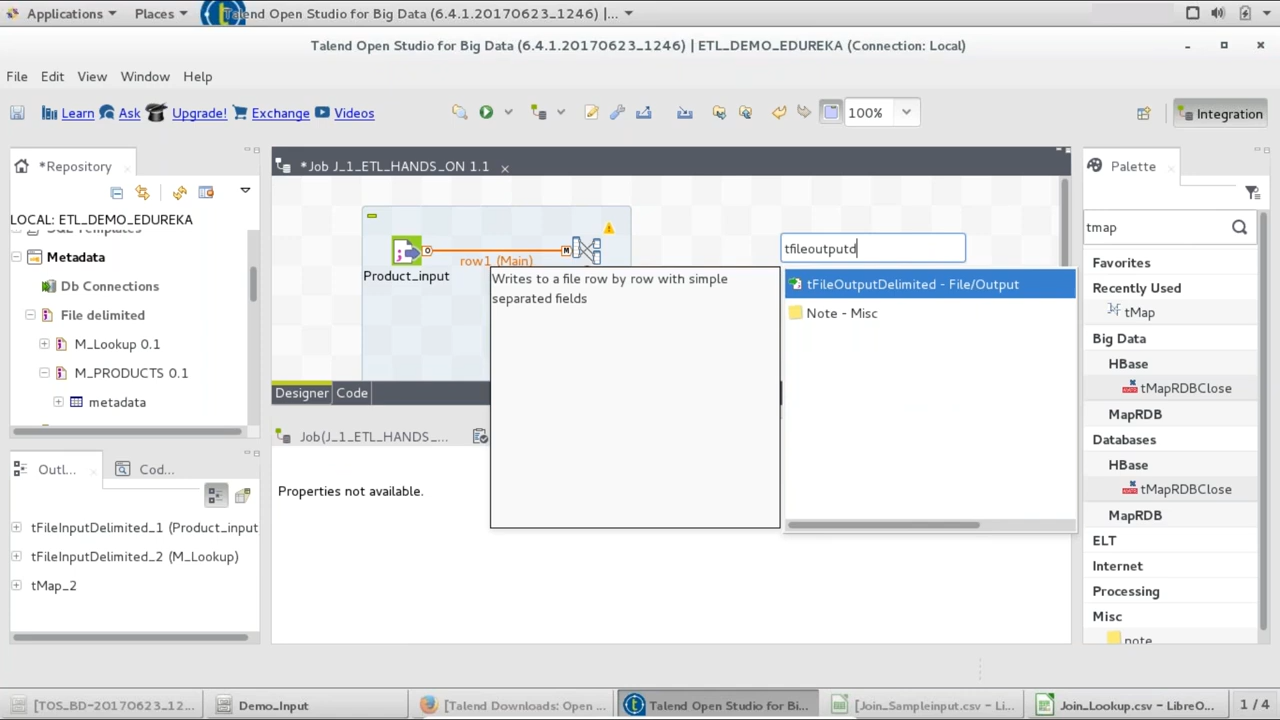 Applications
Places
Talend Open Studio for Big Data (6.4.1.20170623_1246) |...
Talend Open Studio for Big Data (6.4.1.20170623_1246) | ETL_DEMO_EDUREKA (Connection: Local)
File Edit View Window Help
Learn Ask Upgrade! Exchange Videos
100%
Integration
*Repository
LOCAL: ETL_DEMO_EDUREKA
SQL Templates
Metadata
Db Connections
File delimited
M_Lookup 0.1
M_PRODUCTS 0.1
metadata
Outl...
Cod...
tFileInputDelimited_1 (Product_input
tFileInputDelimited_2 (M_Lookup)
tMap_2
*Job J_1_ETL_HANDS_ON 1.1
Product_input
row1 (Main)
tfileoutputd
tFileOutputDelimited - File/Output
Note - Misc
Writes to a file row by row with simple
separated fields
Designer Code
Job(J_1_ETL_HANDS_...
Properties not available.
Palette
tmap
Favorites
Recently Used
tMap
Big Data
HBase
tMapRDBClose
MapRDB
Databases
HBase
tMapRDBClose
MapRDB
ELT
Internet
Processing
Misc
note
[TOS_BD-20170623_12...
Demo_Input
[Talend Downloads: Open ...
Talend Open Studio for Bi...
[Join_Sampleinput.csv - Li...
Join_Lookup.csv - LibreO...
1 / 4